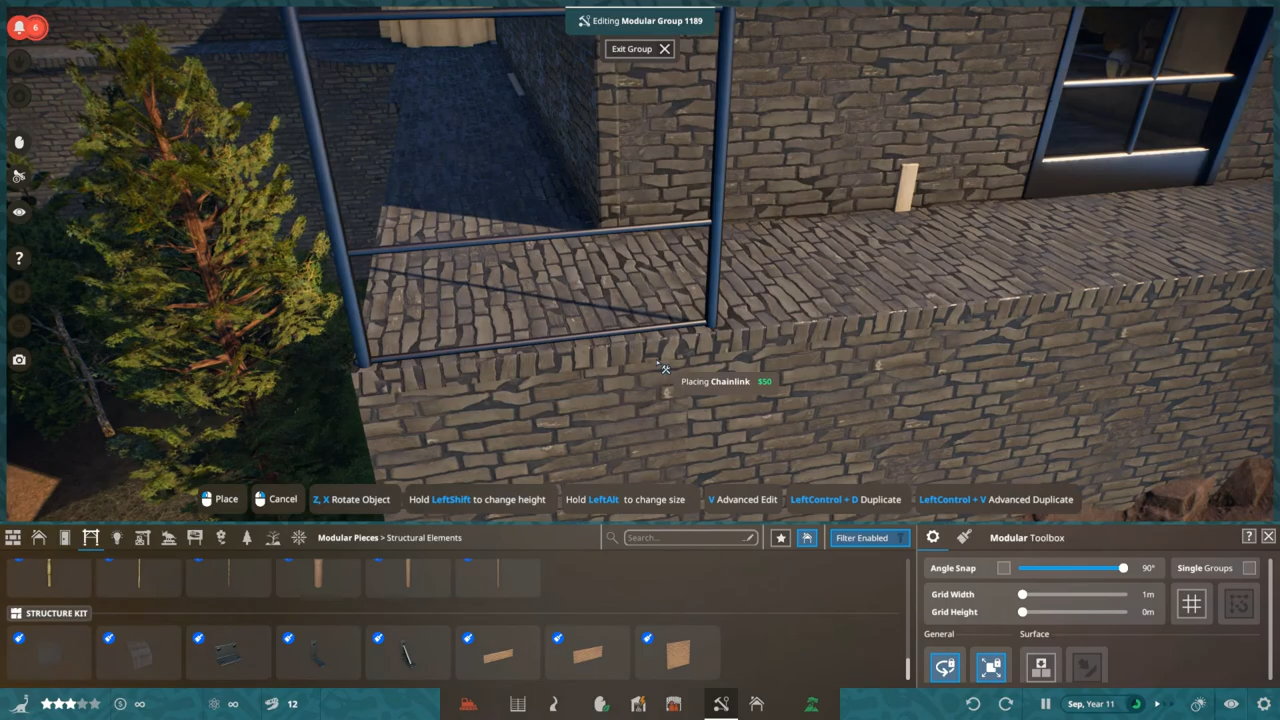 6
Editing Modular Group 1189
Exit Group
Placing Chainlink $50
Place
Cancel
Z, X Rotate Object
Hold LeftShift to change height
Hold LeftAlt to change size
V Advanced Edit
LeftControl + D Duplicate
LeftControl + V Advanced Duplicate
Modular Pieces > Structural Elements
Search...
Filter Enabled
Modular Toolbox
?
Angle Snap
90°
Single Groups
Grid Width
1m
Grid Height
0m
General
Surface
STRUCTURE KIT
∞
∞
12
Sep, Year 11